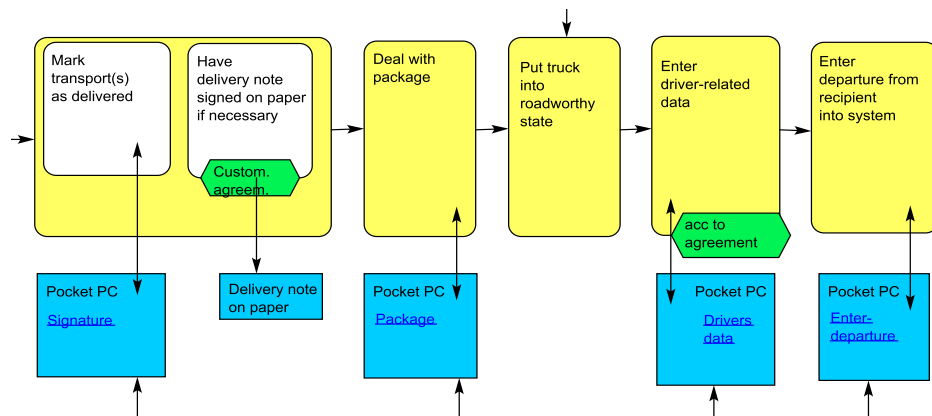 Mark
transport(s)
as delivered
Have
delivery note
signed on paper
if necessary
Custom.
agreem.
Deal with
package
Put truck
into
roadworthy
state
Enter
driver-related
data
acc to
agreement
Enter
departure from
recipient
into system
Pocket PC
Signature
Delivery note
on paper
Pocket PC
Package
Pocket PC
Drivers
data
Pocket PC
Enter-
departure